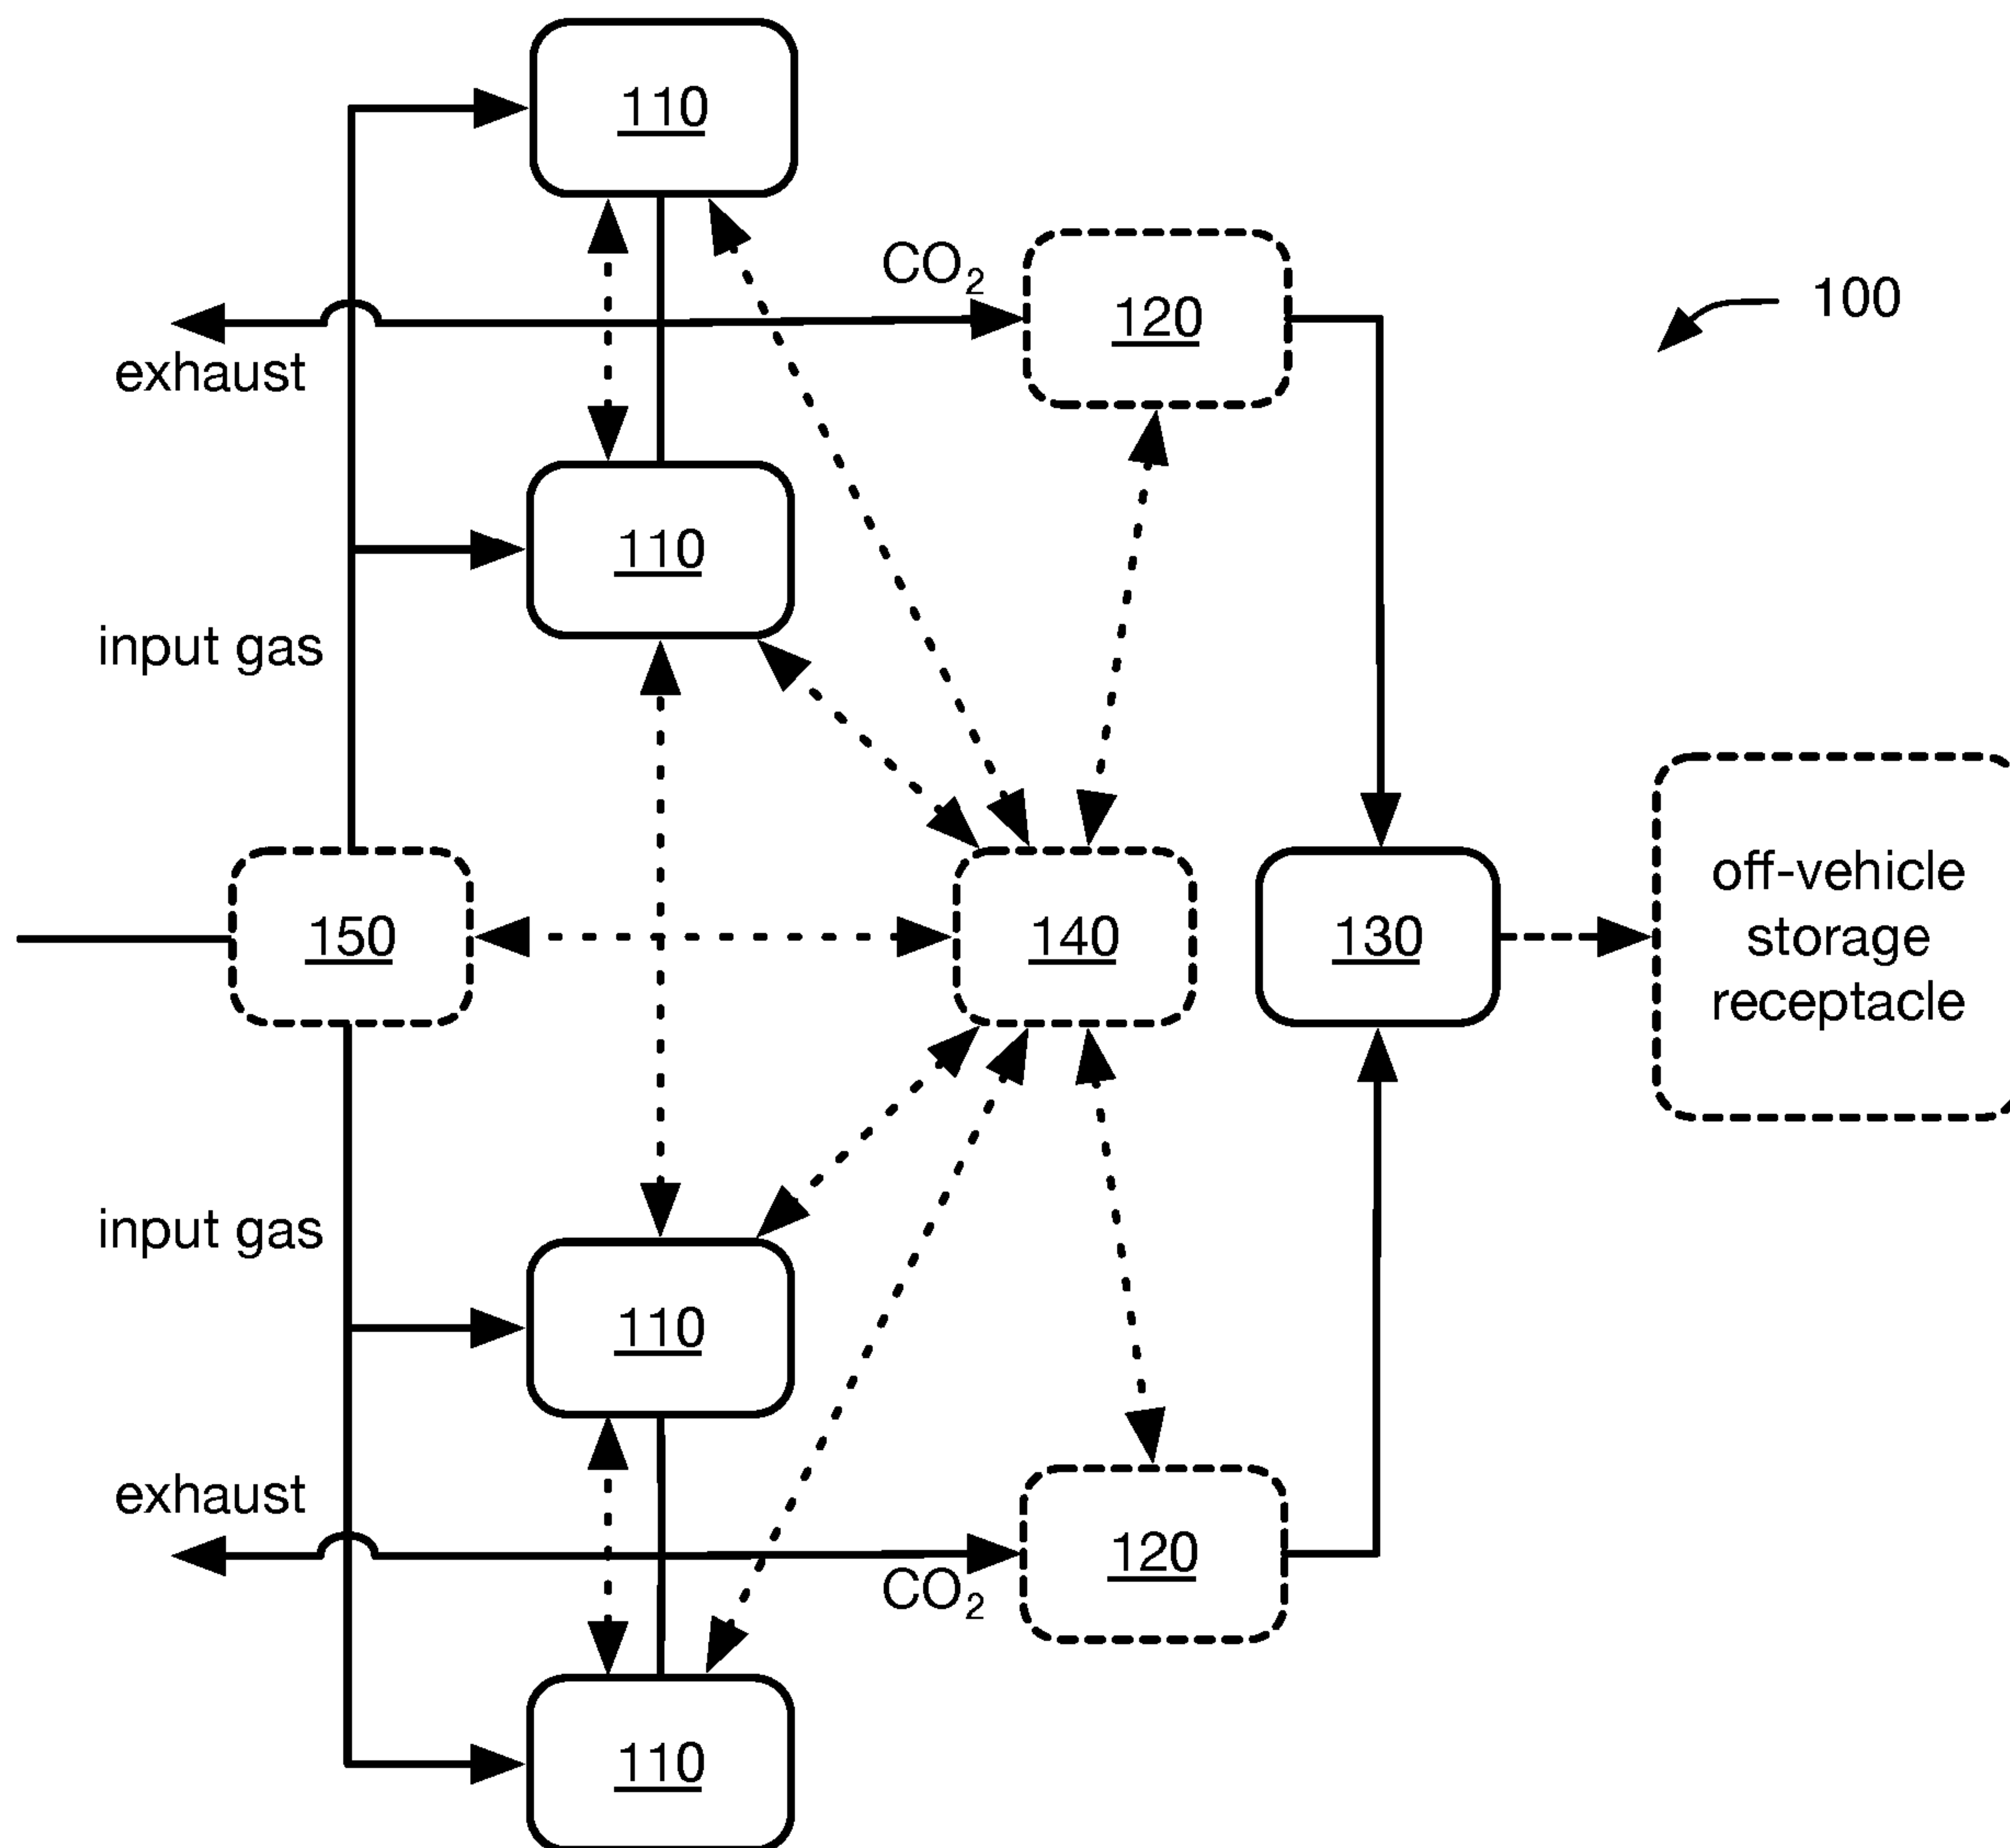 110
CO₂
120
100
exhaust
110
input gas
150
140
130
off-vehicle
storage
receptacle
input gas
110
exhaust
120
CO₂
110